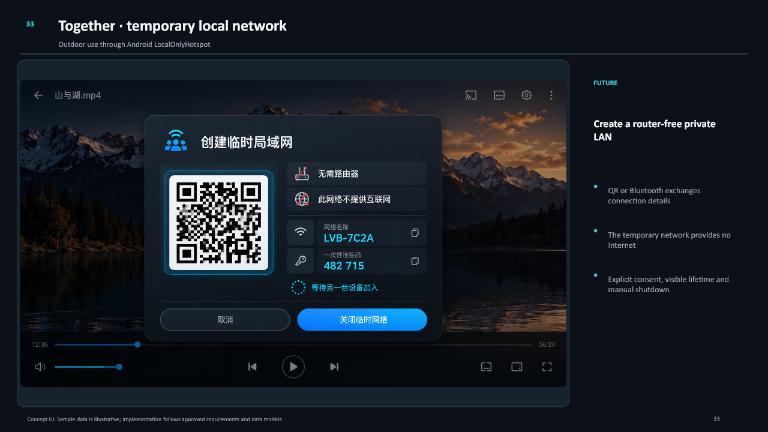 33
Together · temporary local network
Outdoor use through Android LocalOnlyHotspot
山与湖.mp4
创建临时局域网
无需路由器
此网络不提供互联网
网络名称
LVB-7C2A
一次性连接码
482 715
等待另一台设备加入
取消
关闭临时网络
12:36
56:24
FUTURE
Create a router-free private
LAN
• QR or Bluetooth exchanges
connection details
• The temporary network provides no
Internet
• Explicit consent, visible lifetime and
manual shutdown
Concept UI. Sample data is illustrative; implementation follows approved requirements and data models.
33